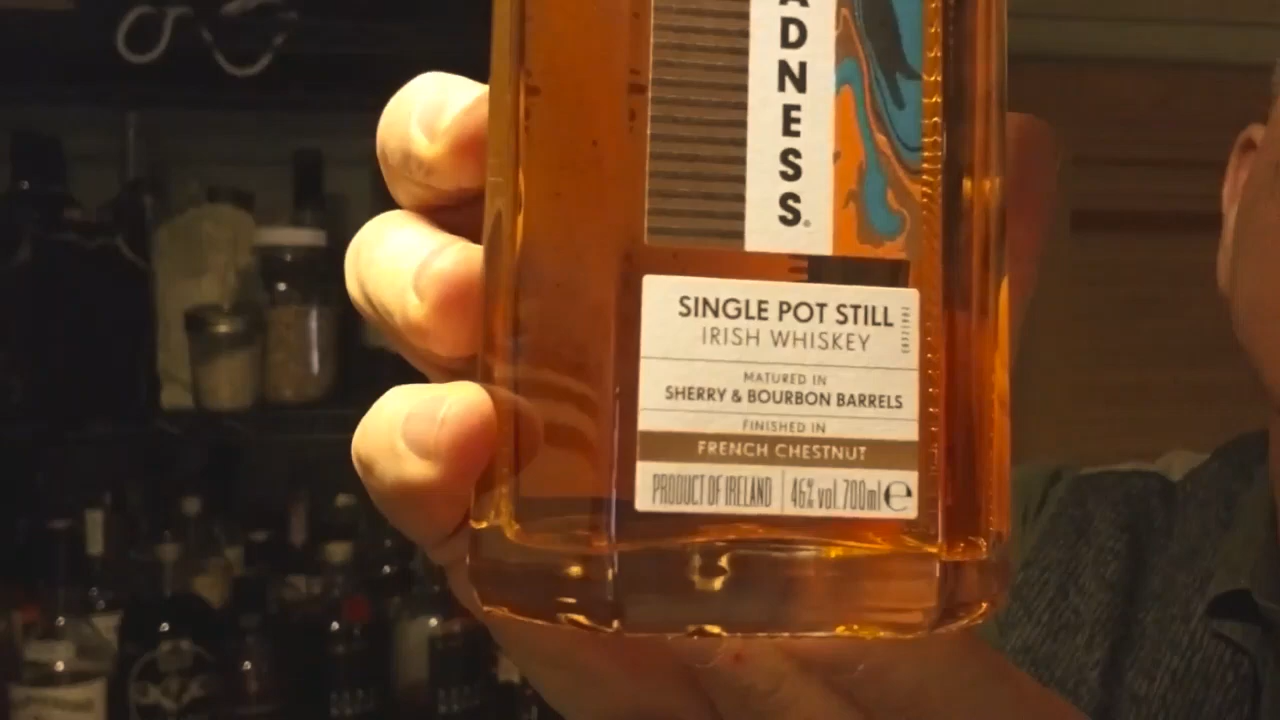 ADNESS®
SINGLE POT STILL
IRISH WHISKEY
MATURED IN
SHERRY & BOURBON BARRELS
FINISHED IN
FRENCH CHESTNUT
PRODUCT OF IRELAND
46% vol. 700ml e